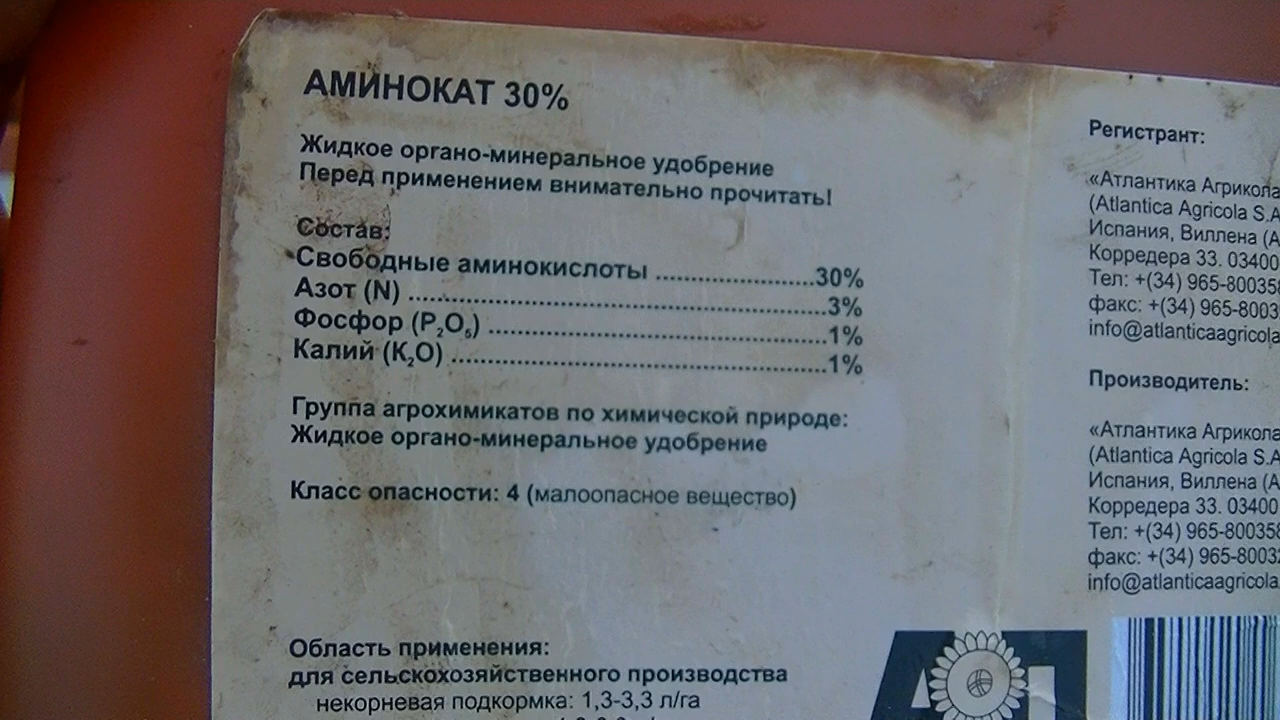 АМИНОКАТ 30%
Жидкое органо-минеральное удобрение
Перед применением внимательно прочитать!
Состав:
Свободные аминокислоты ......................30%
Азот (N) ..........................................................3%
Фосфор (P₂O₅) ...............................................1%
Калий (K₂O) ....................................................1%
Группа агрохимикатов по химической природе:
Жидкое органо-минеральное удобрение
Класс опасности: 4 (малоопасное вещество)
Область применения:
для сельскохозяйственного производства
некорневая подкормка: 1,3-3,3 л/га
Регистрант:
«Атлантика Агрикола
(Atlantica Agricola S.A
Испания, Виллена (А
Корредера 33. 03400
Тел: +(34) 965-80035
факс: +(34) 965-8003
info@atlanticaagricola
Производитель:
«Атлантика Агрикола
(Atlantica Agricola S.A
Испания, Виллена (А
Корредера 33. 03400
Тел: +(34) 965-80035
факс: +(34) 965-8003
info@atlanticaagricola.